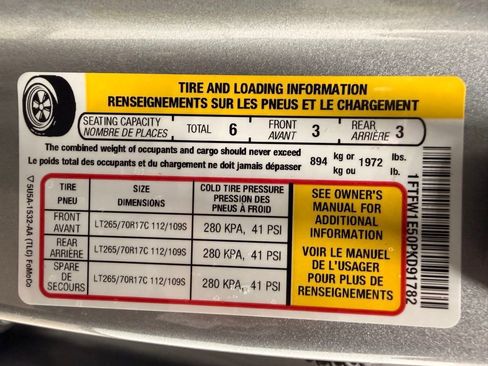 TIRE AND LOADING INFORMATION
RENSEIGNEMENTS SUR LES PNEUS ET LE CHARGEMENT
SEATING CAPACITY
NOMBRE DE PLACES
TOTAL 6
FRONT
AVANT 3
REAR
ARRIÈRE 3
The combined weight of occupants and cargo should never exceed
Le poids total des occupants et du chargement ne doit jamais dépasser
894 kg or 1972 lbs.
kg ou lb.
TIRE
PNEU
SIZE
DIMENSIONS
COLD TIRE PRESSURE
PRESSION DES
PNEUS À FROID
FRONT
AVANT
LT265/70R17C 112/109S
280 KPA, 41 PSI
REAR
ARRIÈRE
LT265/70R17C 112/109S
280 KPA, 41 PSI
SPARE
DE
SECOURS
LT265/70R17C 112/109S
280 KPA, 41 PSI
SEE OWNER'S
MANUAL FOR
ADDITIONAL
INFORMATION
VOIR LE MANUEL
DE L'USAGER
POUR PLUS DE
RENSEIGNEMENTS
5U5A-1532-AA (TLC) FoMoCo